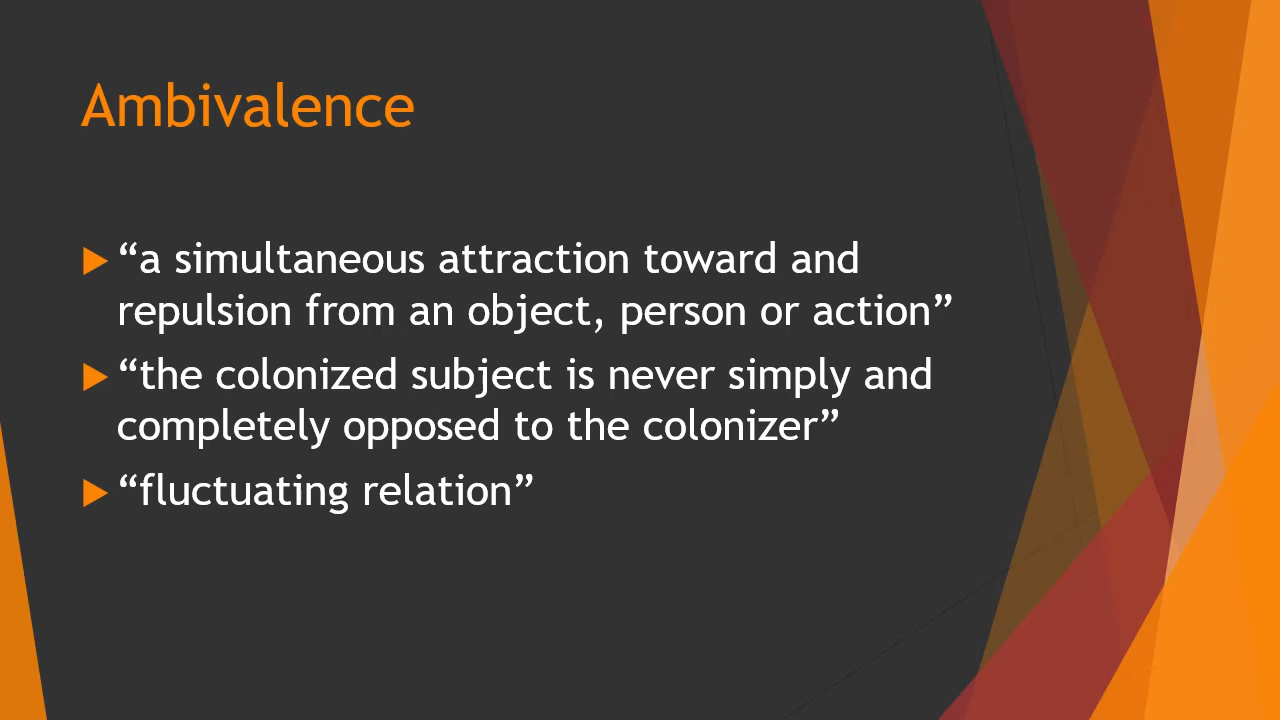 Ambivalence
“a simultaneous attraction toward and
repulsion from an object, person or action”
“the colonized subject is never simply and
completely opposed to the colonizer”
“fluctuating relation”